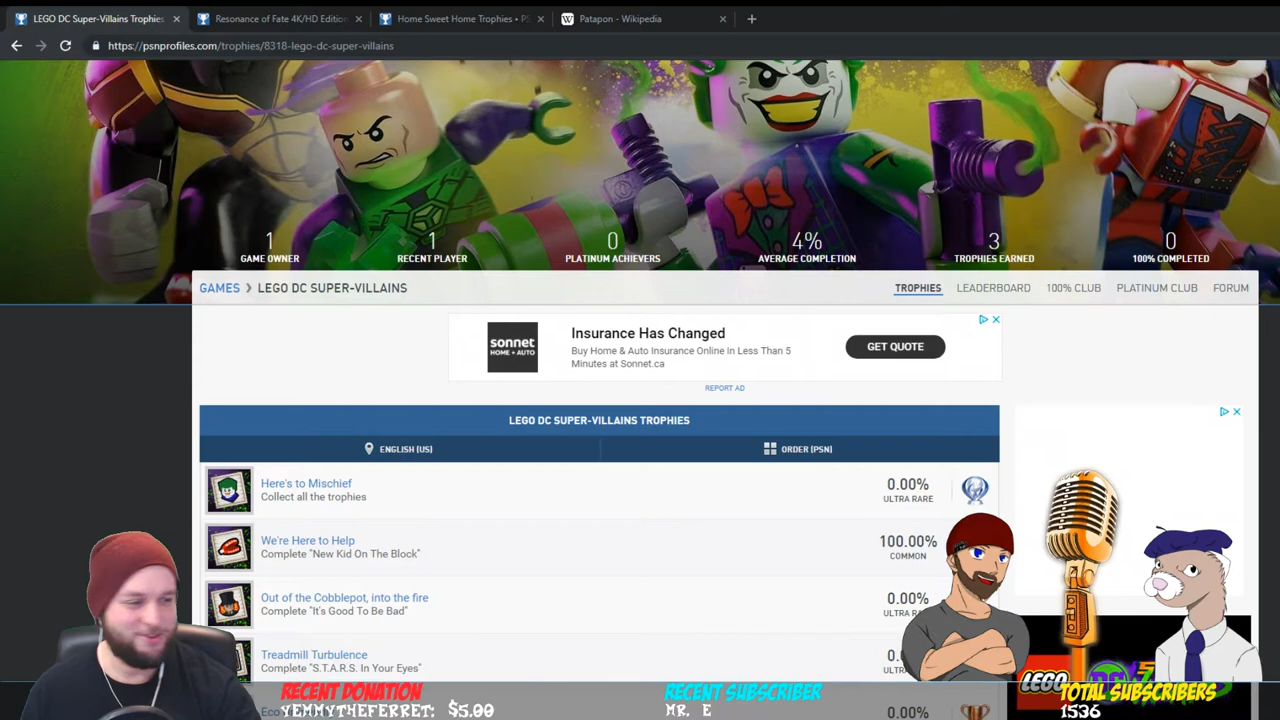 LEGO DC Super-Villains Trophies
Resonance of Fate 4K/HD Edition
Home Sweet Home Trophies • PS
Patapon - Wikipedia
https://psnprofiles.com/trophies/8318-lego-dc-super-villains
1
GAME OWNER
1
RECENT PLAYER
0
PLATINUM ACHIEVERS
4%
AVERAGE COMPLETION
3
TROPHIES EARNED
0
100% COMPLETED
GAMES > LEGO DC SUPER-VILLAINS
TROPHIES LEADERBOARD 100% CLUB PLATINUM CLUB FORUM
sonnet
HOME + AUTO
Insurance Has Changed
Buy Home & Auto Insurance Online In Less Than 5
Minutes at Sonnet.ca
GET QUOTE
REPORT AD
LEGO DC SUPER-VILLAINS TROPHIES
ENGLISH (US) ORDER (PSN)
Here's to Mischief
Collect all the trophies
0.00%
ULTRA RARE
We're Here to Help
Complete "New Kid On The Block"
100.00%
COMMON
Out of the Cobblepot, into the fire
Complete "It's Good To Be Bad"
0.00%
ULTRA
Treadmill Turbulence
Complete "S.T.A.R.S. In Your Eyes"
ULT
0.00%
LEGO
RECENT DONATION
YEMMYTHEFERRET: $5.00
RECENT SUBSCRIBER
MR. E
TOTAL SUBSCRIBERS
1536